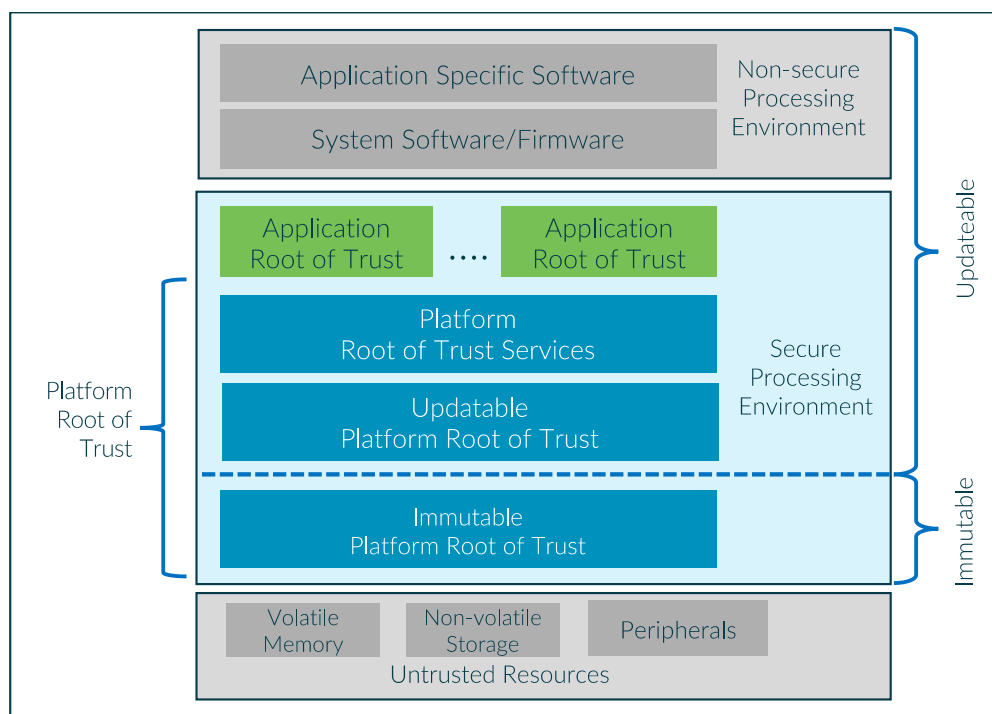 Application Specific Software
System Software/Firmware
Non-secure
Processing
Environment
Application
Root of Trust
....
Application
Root of Trust
Platform
Root of Trust Services
Updatable
Platform Root of Trust
Immutable
Platform Root of Trust
Secure
Processing
Environment
Platform
Root of
Trust
Updateable
Immutable
Volatile
Memory
Non-volatile
Storage
Peripherals
Untrusted Resources